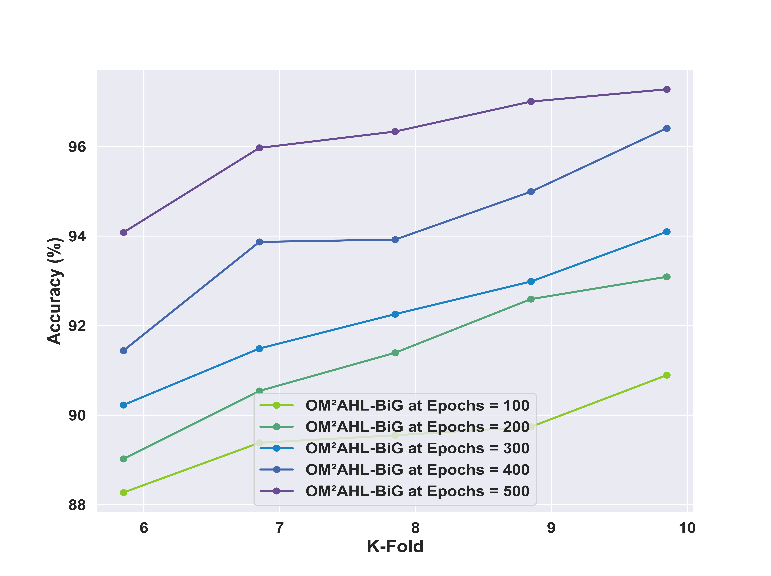 96
94
92
90
88
Accuracy (%)
OM²AHL-BiG at Epochs = 100
OM²AHL-BiG at Epochs = 200
OM²AHL-BiG at Epochs = 300
OM²AHL-BiG at Epochs = 400
OM²AHL-BiG at Epochs = 500
6 7 8 9 10
K-Fold